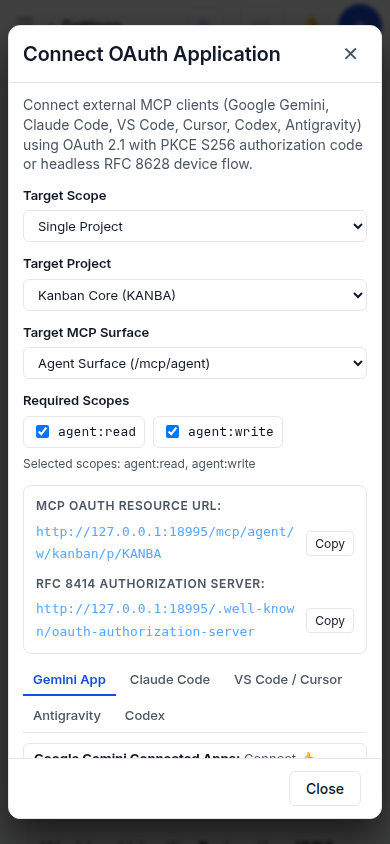 Connect OAuth Application
Connect external MCP clients (Google Gemini,
Claude Code, VS Code, Cursor, Codex, Antigravity)
using OAuth 2.1 with PKCE S256 authorization code
or headless RFC 8628 device flow.
Target Scope
Single Project
Target Project
Kanban Core (KANBA)
Target MCP Surface
Agent Surface (/mcp/agent)
Required Scopes
agent:read agent:write
Selected scopes: agent:read, agent:write
MCP OAUTH RESOURCE URL:
http://127.0.0.1:18995/mcp/agent/
w/kanban/p/KANBA
Copy
RFC 8414 AUTHORIZATION SERVER:
http://127.0.0.1:18995/.well-know
n/oauth-authorization-server
Copy
Gemini App Claude Code VS Code / Cursor
Antigravity Codex
Google Gemini Connected Apps: Connect
Close